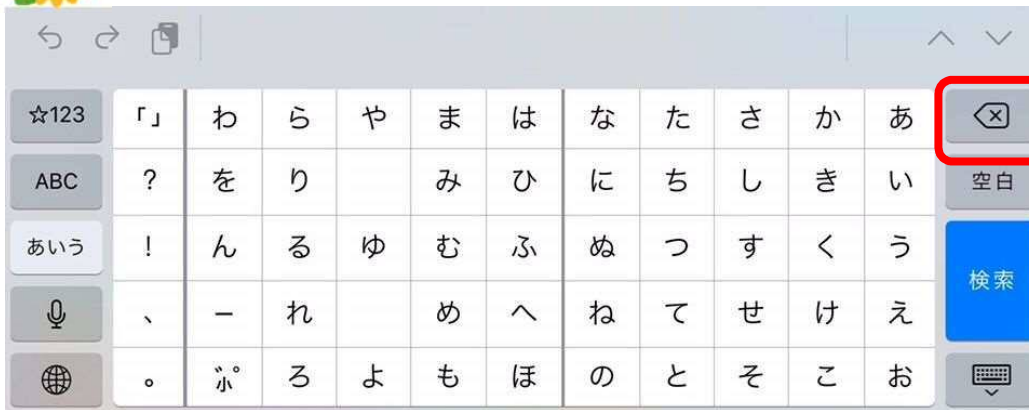 ☆123 「」 わ ら や ま は な た さ か あ
ABC ? を り み ひ に ち し き い 空白
あいう ! ん る ゆ む ふ ぬ つ す く う
検索
、 ー れ め へ ね て せ け え
。 ゛゜小 ろ よ も ほ の と そ こ お